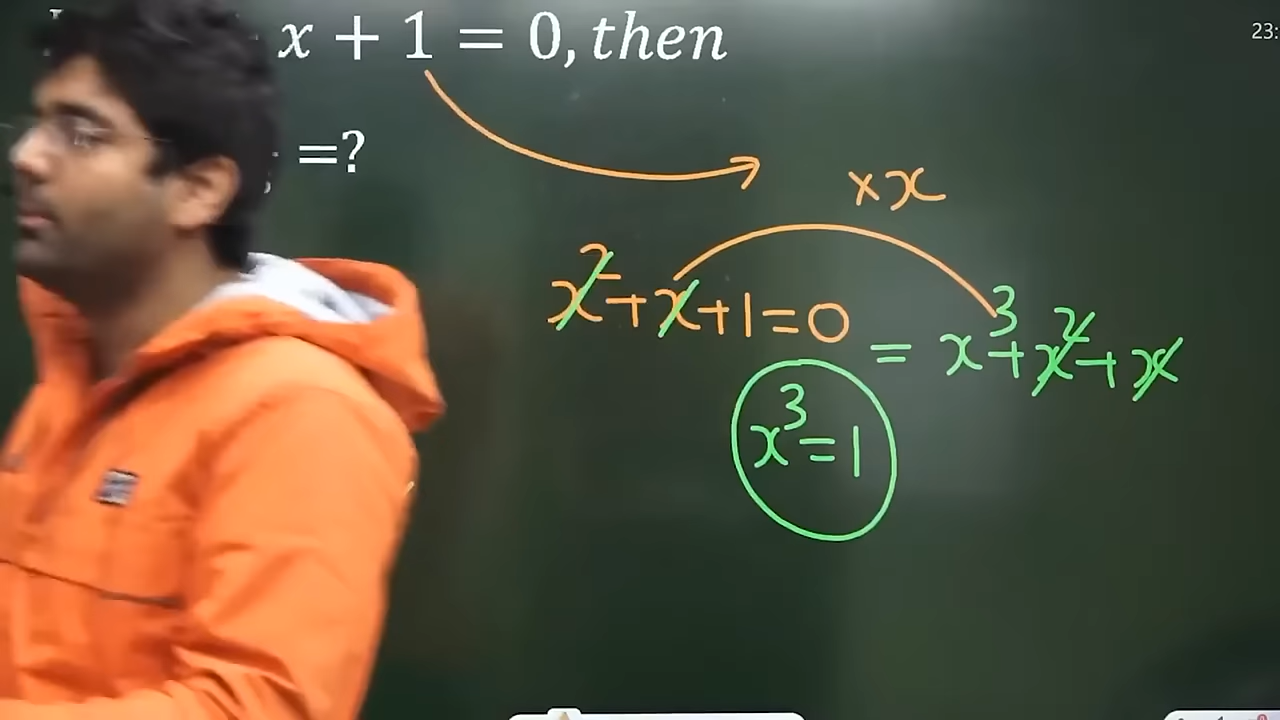 x + 1 = 0, then
23:
=?
×x
x² + x + 1 = 0
= x³ + x² + x
x³ = 1